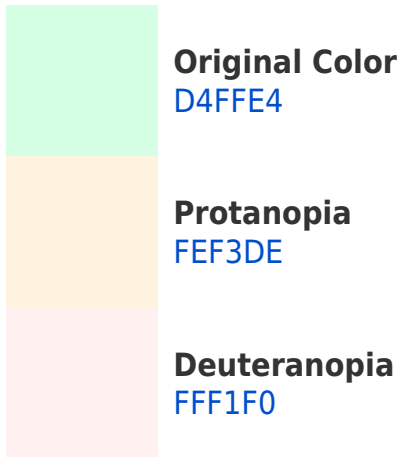 Original Color
D4FFE4
Protanopia
FEF3DE
Deuteranopia
FFF1F0